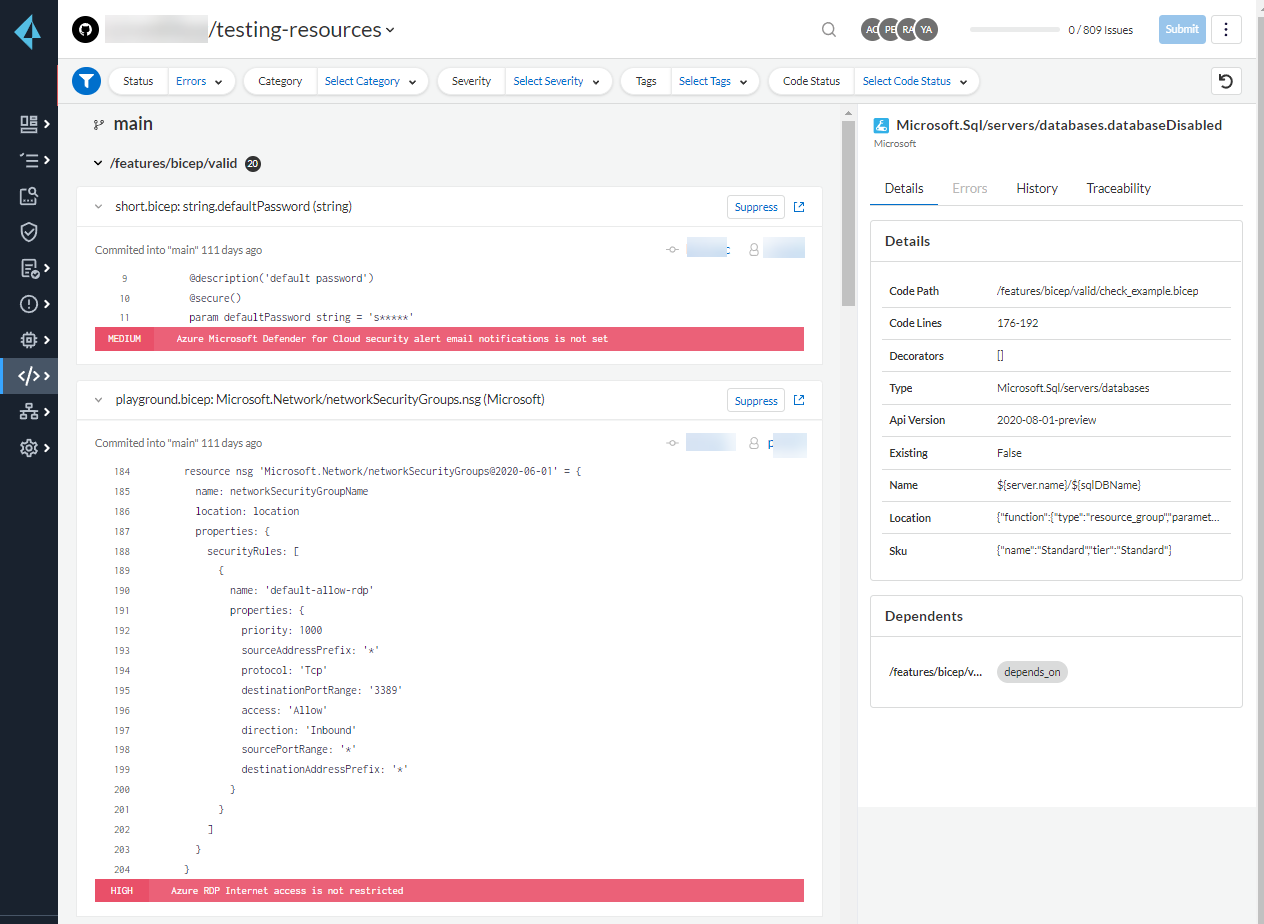 /testing-resources
AC PE RA YA
0 / 809 Issues
Submit
Status Errors
Category Select Category
Severity Select Severity
Tags Select Tags
Code Status Select Code Status
main
/features/bicep/valid 20
short.bicep: string.defaultPassword (string)
Suppress
Commited into "main" 111 days ago
9 @description('default password')
10 @secure()
11 param defaultPassword string = 's*****'
MEDIUM Azure Microsoft Defender for Cloud security alert email notifications is not set
playground.bicep: Microsoft.Network/networkSecurityGroups.nsg (Microsoft)
Suppress
Commited into "main" 111 days ago
184 resource nsg 'Microsoft.Network/networkSecurityGroups@2020-06-01' = {
185 name: networkSecurityGroupName
186 location: location
187 properties: {
188 securityRules: [
189 {
190 name: 'default-allow-rdp'
191 properties: {
192 priority: 1000
193 sourceAddressPrefix: '*'
194 protocol: 'Tcp'
195 destinationPortRange: '3389'
196 access: 'Allow'
197 direction: 'Inbound'
198 sourcePortRange: '*'
199 destinationAddressPrefix: '*'
200 }
201 }
202 ]
203 }
204 }
HIGH Azure RDP Internet access is not restricted
Microsoft.Sql/servers/databases.databaseDisabled
Microsoft
Details Errors History Traceability
Details
Code Path /features/bicep/valid/check_example.bicep
Code Lines 176-192
Decorators []
Type Microsoft.Sql/servers/databases
Api Version 2020-08-01-preview
Existing False
Name ${server.name}/${sqlDBName}
Location {"function":{"type":"resource_group","paramet...
Sku {"name":"Standard","tier":"Standard"}
Dependents
/features/bicep/v... depends_on